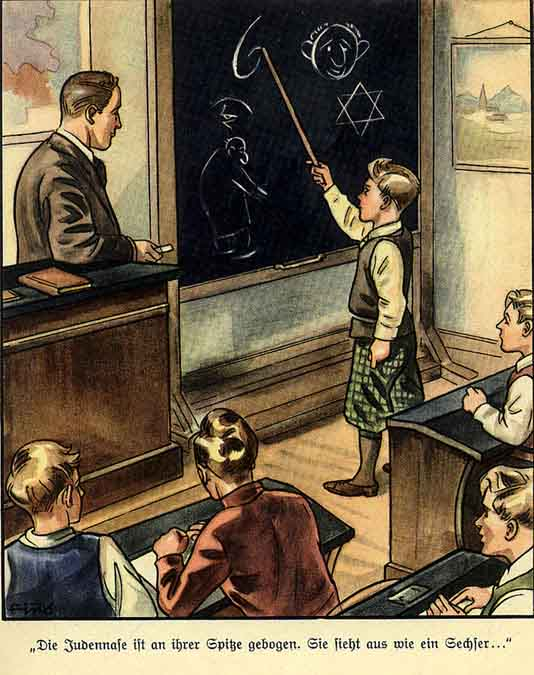 „Die Judennase ist an ihrer Spitze gebogen. Sie sieht aus wie ein Sechser...“